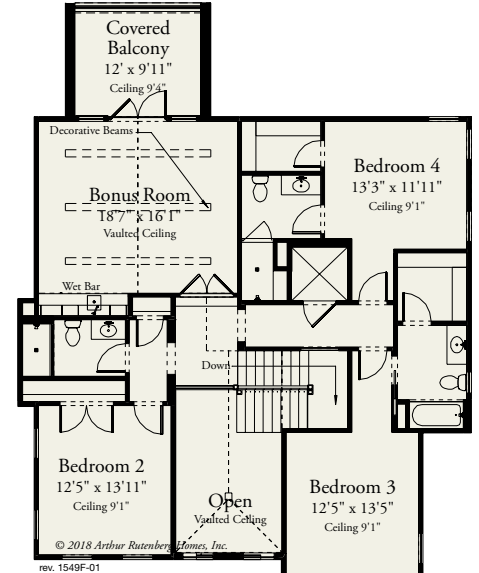 Covered
Balcony
12' x 9'11"
Ceiling 9'4"
Decorative Beams
Bedroom 4
13'3" x 11'11"
Ceiling 9'1"
Bonus Room
18'7" x 16'1"
Vaulted Ceiling
Wet Bar
Down
Bedroom 2
12'5" x 13'11"
Ceiling 9'1"
Open
Vaulted Ceiling
Bedroom 3
12'5" x 13'5"
Ceiling 9'1"
© 2018 Arthur Rutenberg Homes, Inc.
rev. 1549F-01